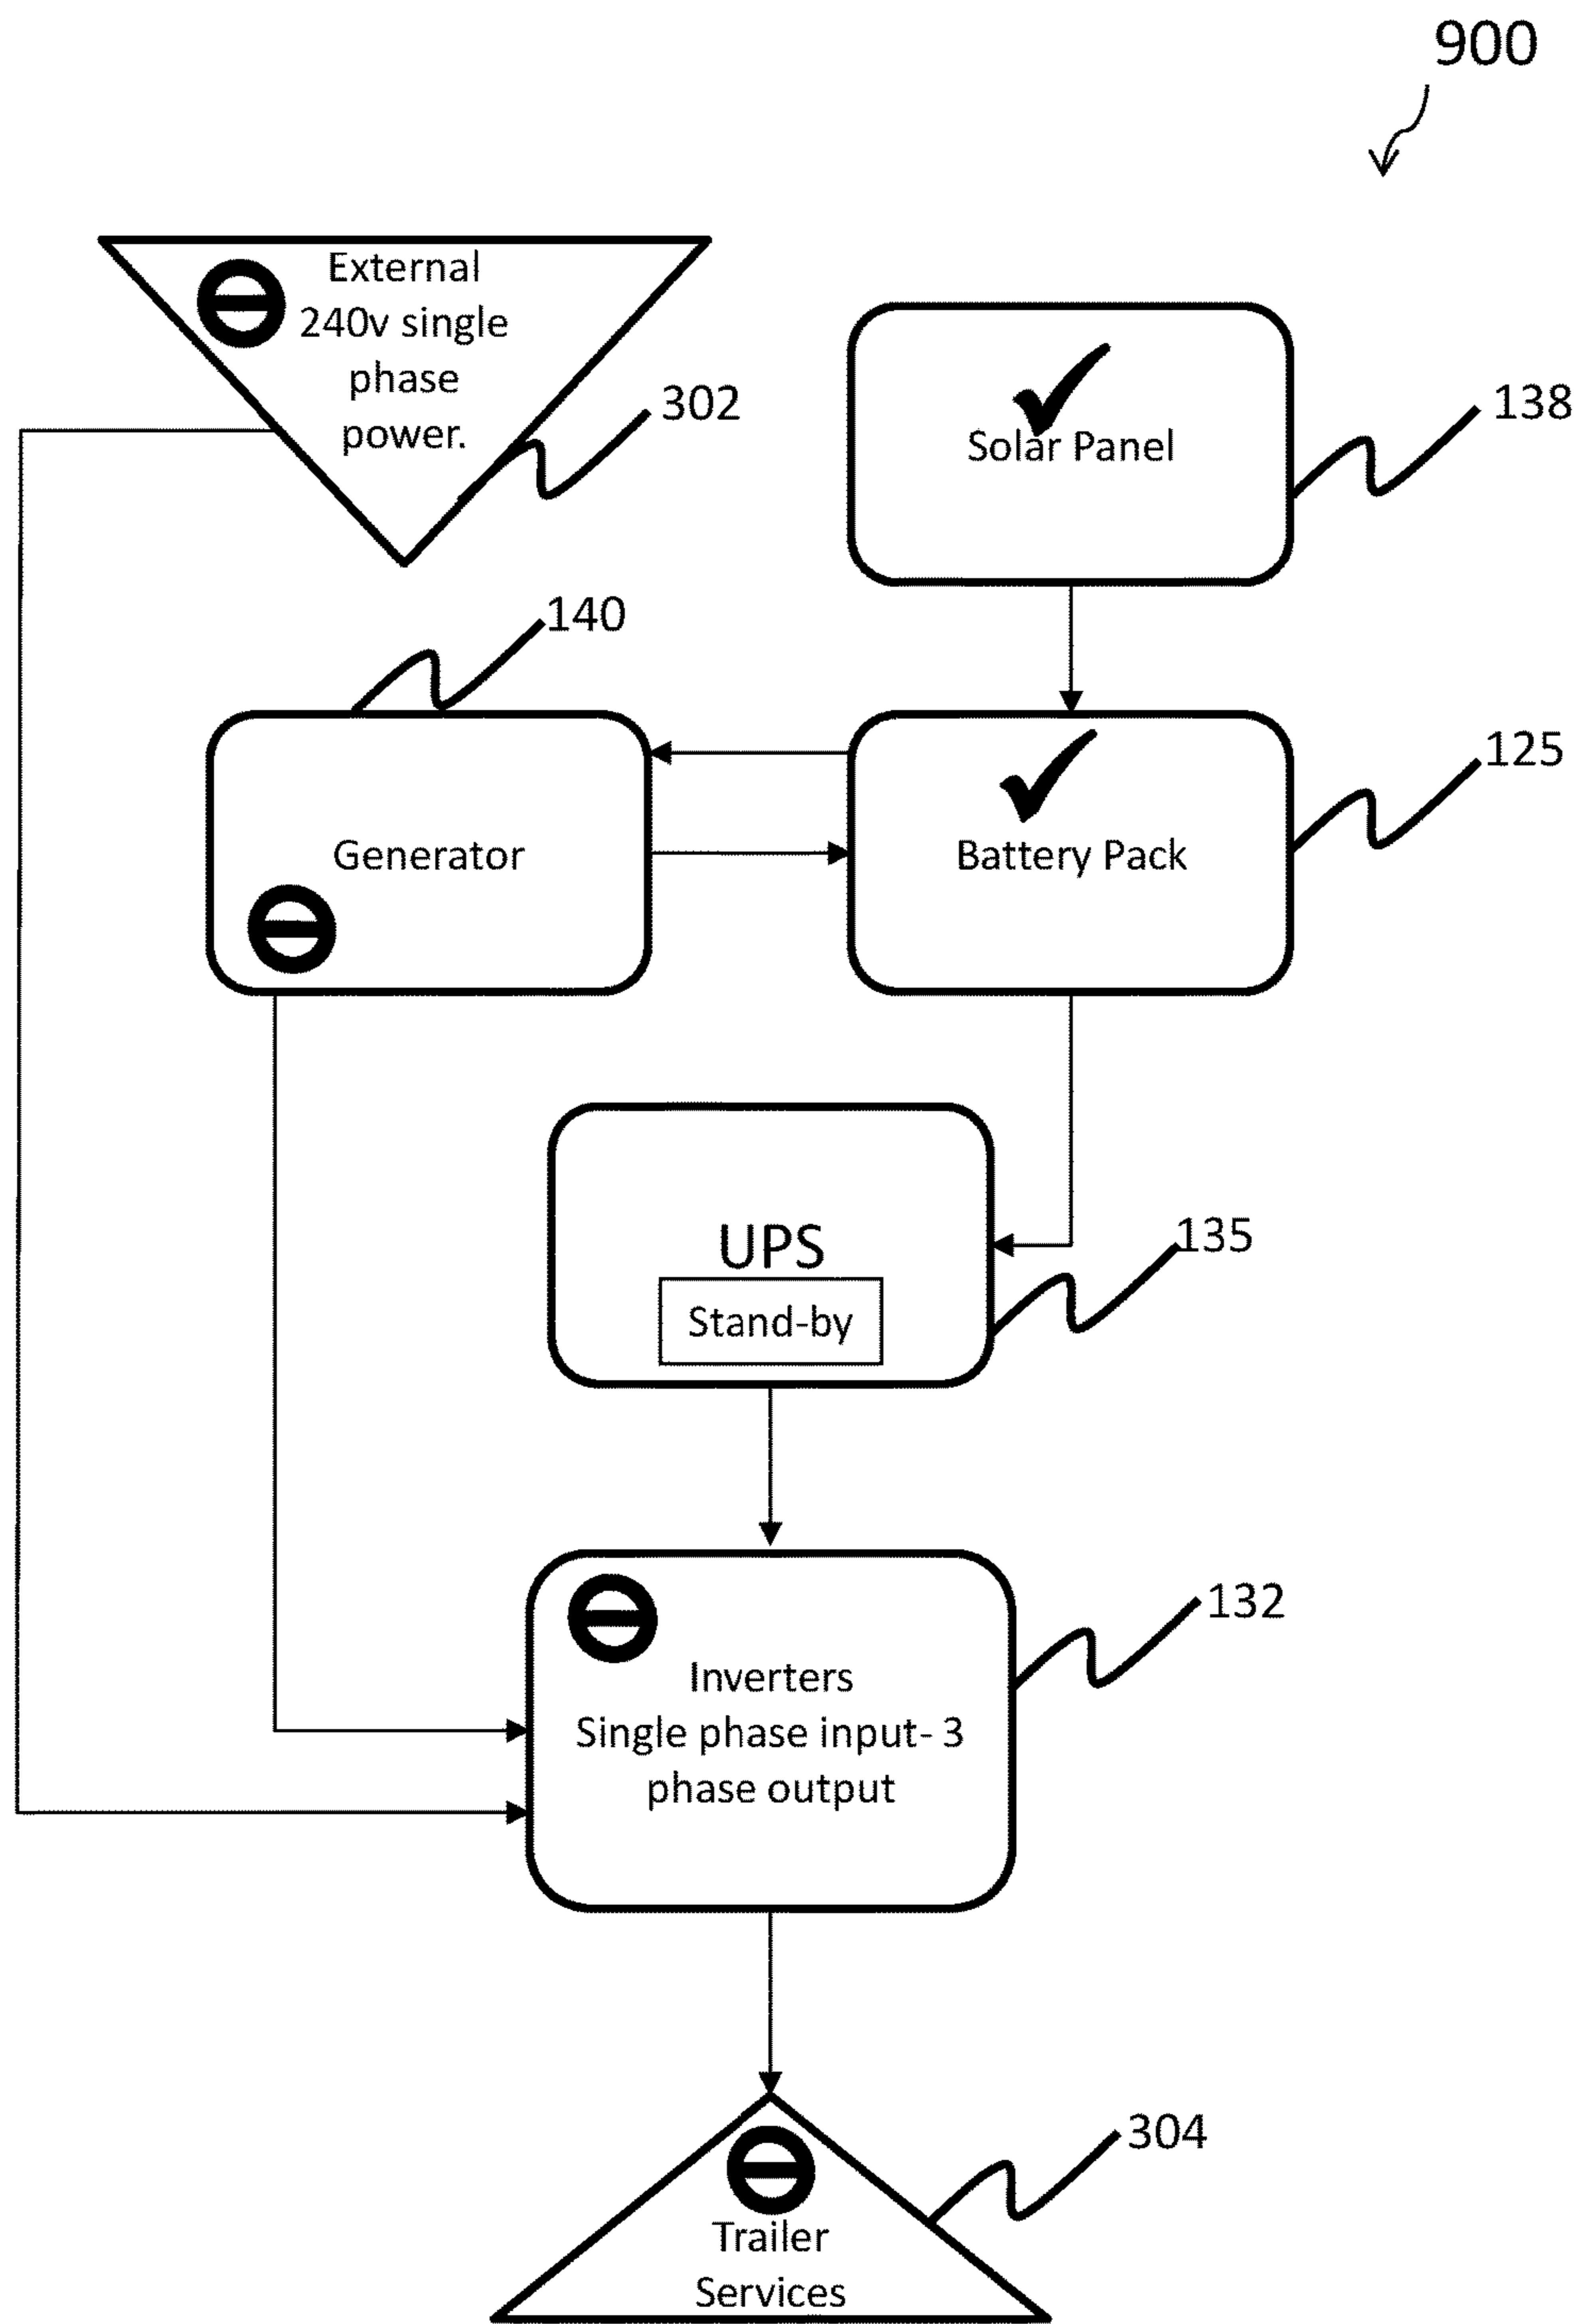 900
External
240v single
phase
power.
302
Solar Panel
138
140
Generator
Battery Pack
125
UPS
Stand-by
135
Inverters
Single phase input- 3
phase output
132
Trailer
Services
304